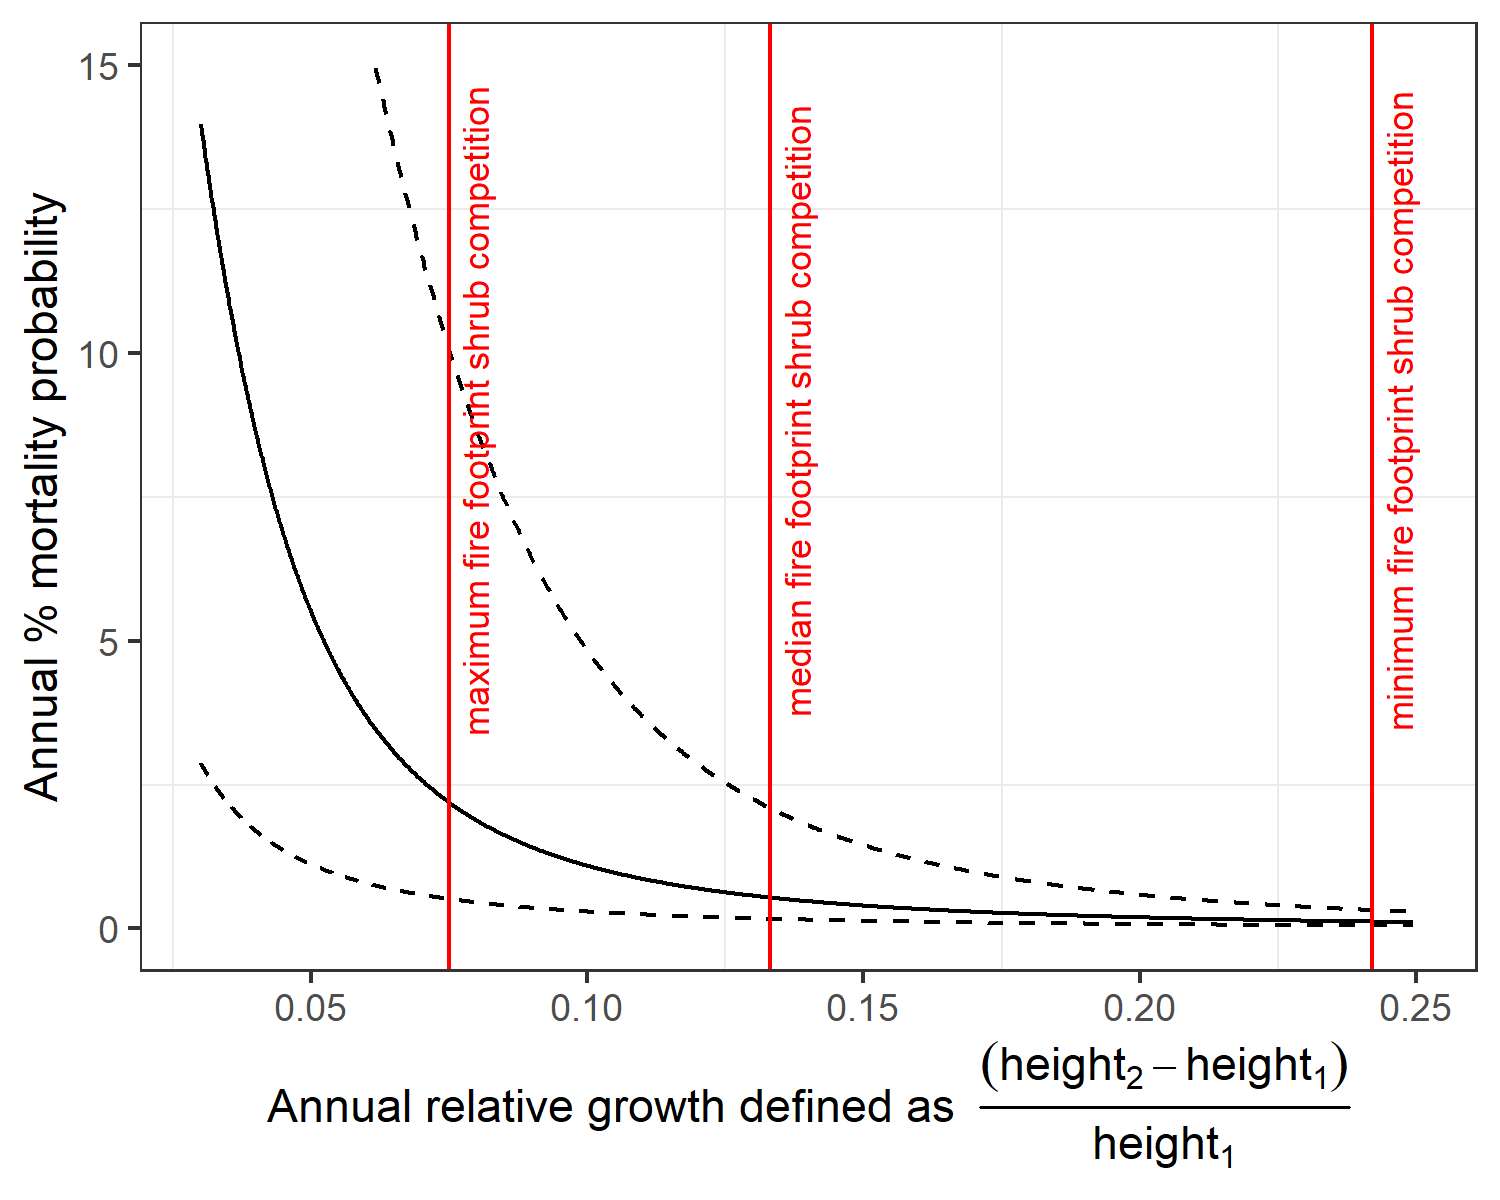 Annual % mortality probability
15
10
5
0
maximum fire footprint shrub competition
median fire footprint shrub competition
minimum fire footprint shrub competition
0.05
0.10
0.15
0.20
0.25
Annual relative growth defined as (height₂ − height₁)
height₁